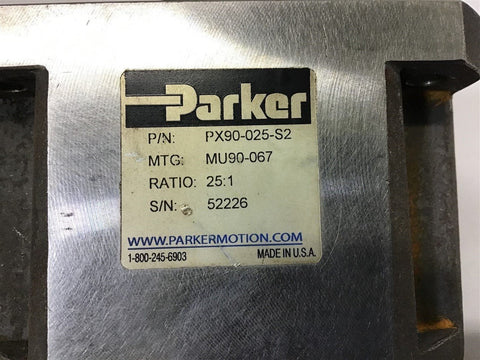 Parker
P/N: PX90-025-S2
MTG: MU90-067
RATIO: 25:1
S/N: 52226
WWW.PARKERMOTION.COM
1-800-245-6903 MADE IN U.S.A.